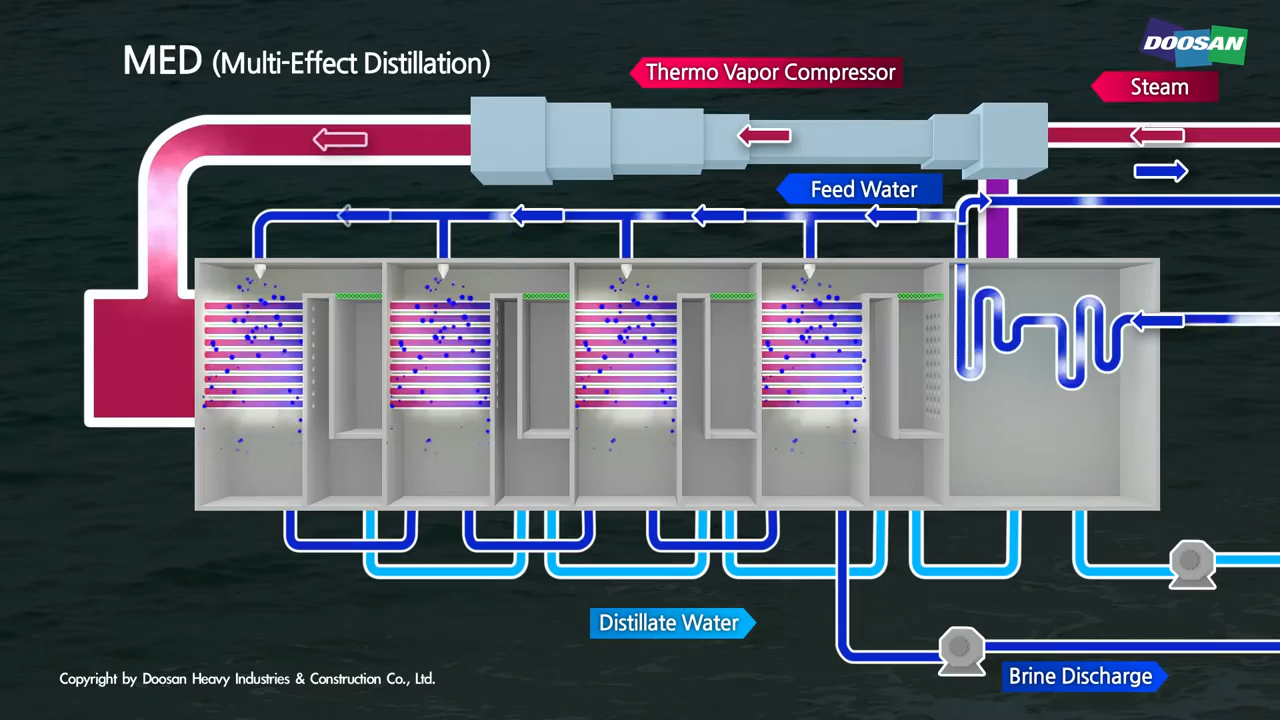 DOOSAN
MED (Multi-Effect Distillation)
Thermo Vapor Compressor
Steam
Feed Water
Distillate Water
Brine Discharge
Copyright by Doosan Heavy Industries & Construction Co., Ltd.